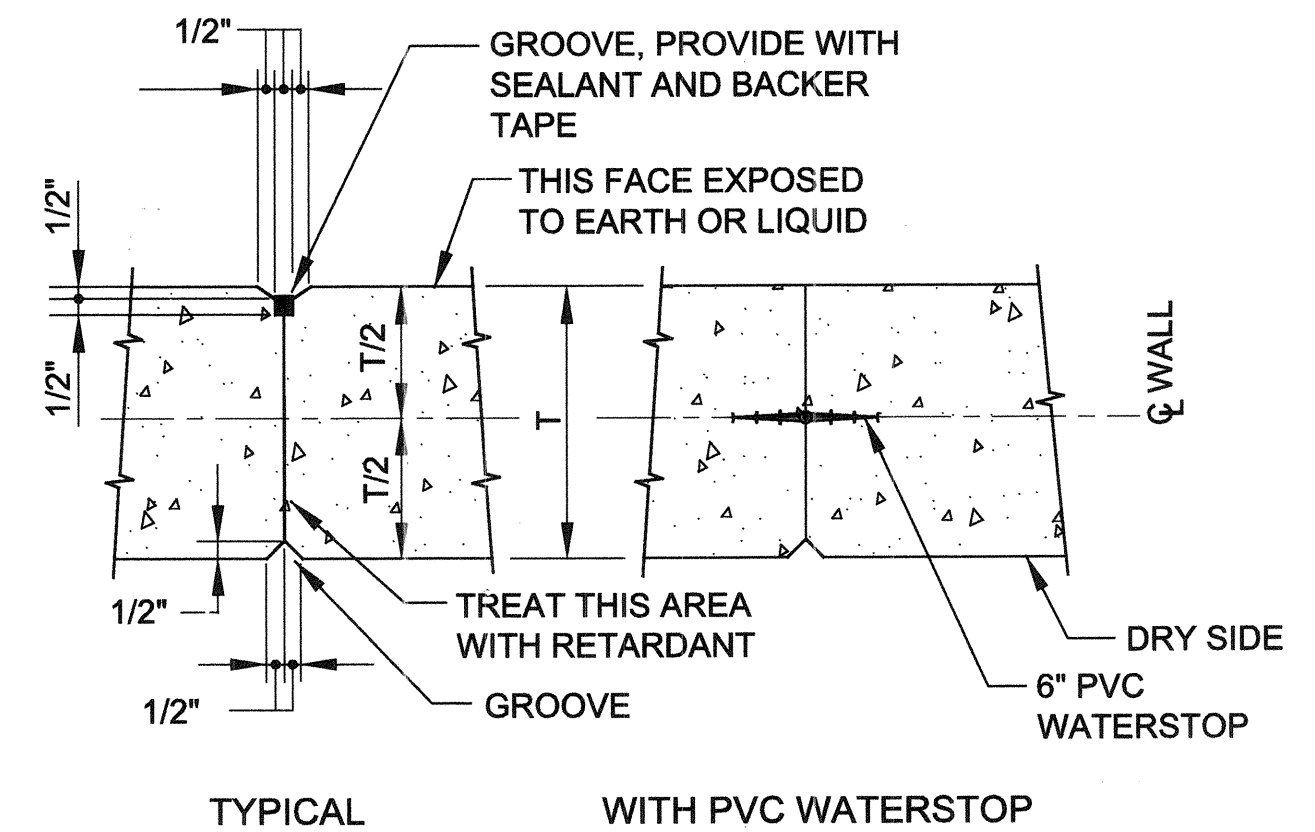 1/2"
GROOVE, PROVIDE WITH
SEALANT AND BACKER
TAPE
THIS FACE EXPOSED
TO EARTH OR LIQUID
1/2"
1/2"
T/2
T/2
T
℄ WALL
1/2"
TREAT THIS AREA
WITH RETARDANT
1/2"
GROOVE
DRY SIDE
6" PVC
WATERSTOP
TYPICAL
WITH PVC WATERSTOP